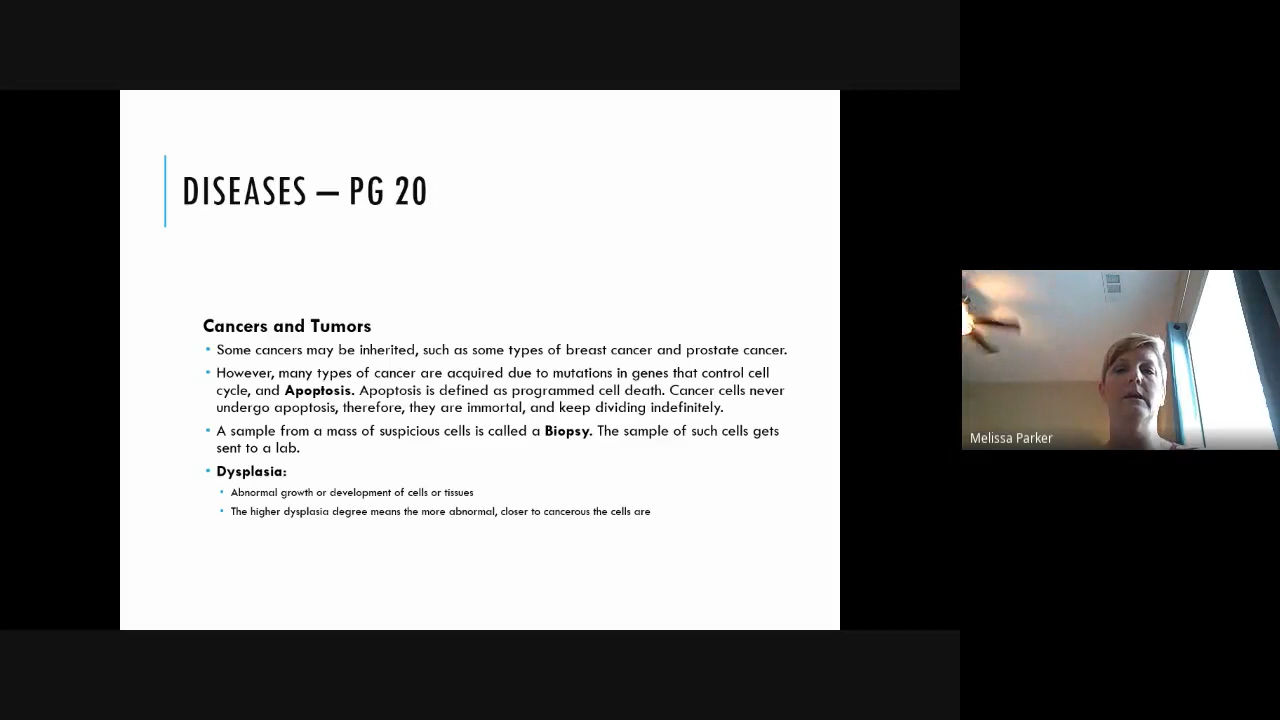 DISEASES – PG 20
Cancers and Tumors
• Some cancers may be inherited, such as some types of breast cancer and prostate cancer.
• However, many types of cancer are acquired due to mutations in genes that control cell
cycle, and Apoptosis. Apoptosis is defined as programmed cell death. Cancer cells never
undergo apoptosis, therefore, they are immortal, and keep dividing indefinitely.
• A sample from a mass of suspicious cells is called a Biopsy. The sample of such cells gets
sent to a lab.
• Dysplasia:
• Abnormal growth or development of cells or tissues
• The higher dysplasia degree means the more abnormal, closer to cancerous the cells are
Melissa Parker